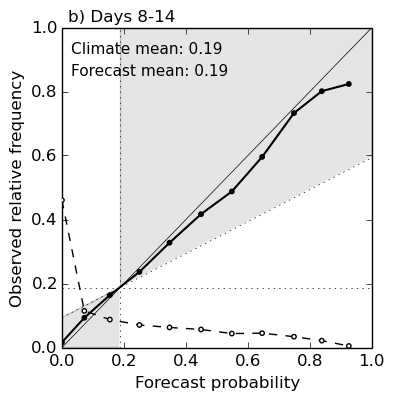 b) Days 8-14
Climate mean: 0.19
Forecast mean: 0.19
Observed relative frequency
1.0
0.8
0.6
0.4
0.2
0.0
0.0 0.2 0.4 0.6 0.8 1.0
Forecast probability